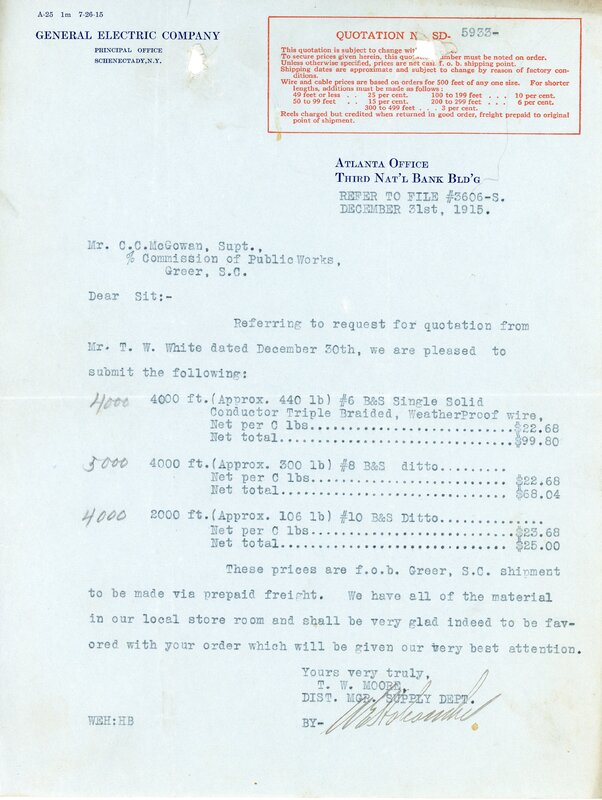 A-25 1m 7-26-15
GENERAL ELECTRIC COMPANY
PRINCIPAL OFFICE
SCHENECTADY, N.Y.
QUOTATION N SD- 5933-
This quotation is subject to change wit
To secure prices given herein, this quo umber must be noted on order.
Unless otherwise specified, prices are net cash f. o. b. shipping point.
Shipping dates are approximate and subject to change by reason of factory con-
ditions.
Wire and cable prices are based on orders for 500 feet of any one size. For shorter
lengths, additions must be made as follows:
49 feet or less . . 25 per cent. 100 to 199 feet . . . 10 per cent.
50 to 99 feet . . 15 per cent. 200 to 299 feet . . . 6 per cent.
300 to 499 feet . . . 3 per cent.
Reels charged but credited when returned in good order, freight prepaid to original
point of shipment.
ATLANTA OFFICE
THIRD NAT'L BANK BLD'G
REFER TO FILE #3606-S.
DECEMBER 31st, 1915.
Mr. C.C.McGowan, Supt.,
% Commission of Public Works,
Greer, S.C.
Dear Sit:-
Referring to request for quotation from
Mr. T. W. White dated December 30th, we are pleased to
submit the following:
4000 4000 ft.(Approx. 440 lb) #6 B&S Single Solid
Conductor Triple Braided, WeatherProof wire,
Net per C lbs..............................$22.68
Net total..................................$99.80
5000 4000 ft.(Approx. 300 lb) #8 B&S ditto.........
Net per C lbs..............................$22.68
Net total..................................$68.04
4000 2000 ft.(Approx. 106 lb) #10 B&S Ditto.............
Net per C lbs..............................$23.68
Net total..................................$25.00
These prices are f.o.b. Greer, S.C. shipment
to be made via prepaid freight. We have all of the material
in our local store room and shall be very glad indeed to be fav-
ored with your order which will be given our very best attention.
Yours very truly,
T. W. MOORE,
DIST. MGR. SUPPLY DEPT.
WEH:HB BY-